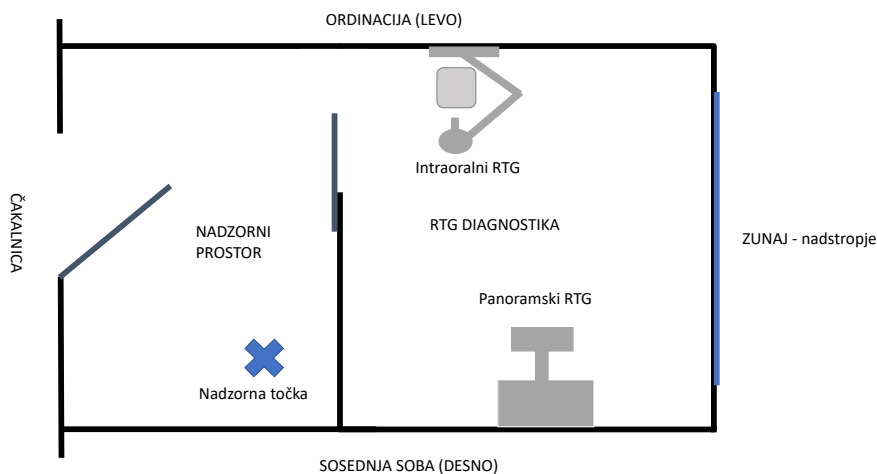 ORDINACIJA (LEVO)
Intraoralni RTG
ČAKALNICA
NADZORNI
PROSTOR
RTG DIAGNOSTIKA
ZUNAJ - nadstropje
Panoramski RTG
Nadzorna točka
SOSEDNJA SOBA (DESNO)